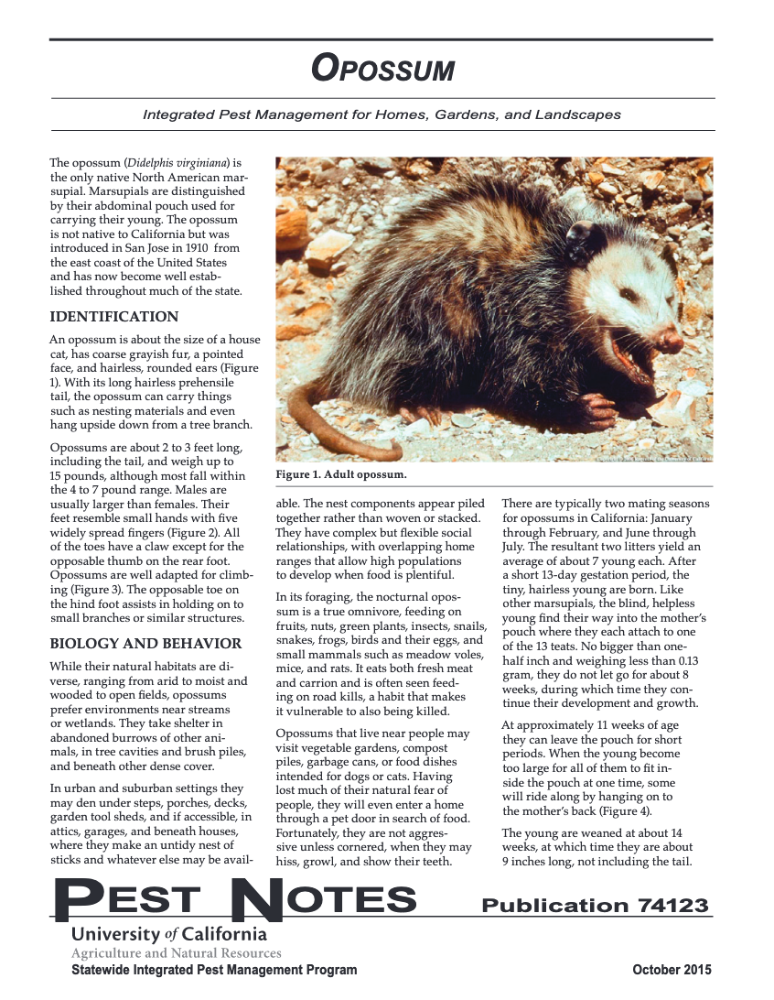 OPOSSUM
Integrated Pest Management for Homes, Gardens, and Landscapes
The opossum (Didelphis virginiana) is
the only native North American mar-
supial. Marsupials are distinguished
by their abdominal pouch used for
carrying their young. The opossum
is not native to California but was
introduced in San Jose in 1910 from
the east coast of the United States
and has now become well estab-
lished throughout much of the state.
IDENTIFICATION
An opossum is about the size of a house
cat, has coarse grayish fur, a pointed
face, and hairless, rounded ears (Figure
1). With its long hairless prehensile
tail, the opossum can carry things
such as nesting materials and even
hang upside down from a tree branch.
Opossums are about 2 to 3 feet long,
including the tail, and weigh up to
15 pounds, although most fall within
the 4 to 7 pound range. Males are
usually larger than females. Their
feet resemble small hands with five
widely spread fingers (Figure 2). All
of the toes have a claw except for the
opposable thumb on the rear foot.
Opossums are well adapted for climb-
ing (Figure 3). The opposable toe on
the hind foot assists in holding on to
small branches or similar structures.
BIOLOGY AND BEHAVIOR
While their natural habitats are di-
verse, ranging from arid to moist and
wooded to open fields, opossums
prefer environments near streams
or wetlands. They take shelter in
abandoned burrows of other ani-
mals, in tree cavities and brush piles,
and beneath other dense cover.
In urban and suburban settings they
may den under steps, porches, decks,
garden tool sheds, and if accessible, in
attics, garages, and beneath houses,
where they make an untidy nest of
sticks and whatever else may be avail-
Figure 1. Adult opossum.
able. The nest components appear piled
together rather than woven or stacked.
They have complex but flexible social
relationships, with overlapping home
ranges that allow high populations
to develop when food is plentiful.
In its foraging, the nocturnal opos-
sum is a true omnivore, feeding on
fruits, nuts, green plants, insects, snails,
snakes, frogs, birds and their eggs, and
small mammals such as meadow voles,
mice, and rats. It eats both fresh meat
and carrion and is often seen feed-
ing on road kills, a habit that makes
it vulnerable to also being killed.
Opossums that live near people may
visit vegetable gardens, compost
piles, garbage cans, or food dishes
intended for dogs or cats. Having
lost much of their natural fear of
people, they will even enter a home
through a pet door in search of food.
Fortunately, they are not aggres-
sive unless cornered, when they may
hiss, growl, and show their teeth.
There are typically two mating seasons
for opossums in California: January
through February, and June through
July. The resultant two litters yield an
average of about 7 young each. After
a short 13-day gestation period, the
tiny, hairless young are born. Like
other marsupials, the blind, helpless
young find their way into the mother's
pouch where they each attach to one
of the 13 teats. No bigger than one-
half inch and weighing less than 0.13
gram, they do not let go for about 8
weeks, during which time they con-
tinue their development and growth.
At approximately 11 weeks of age
they can leave the pouch for short
periods. When the young become
too large for all of them to fit in-
side the pouch at one time, some
will ride along by hanging on to
the mother's back (Figure 4).
The young are weaned at about 14
weeks, at which time they are about
9 inches long, not including the tail.
PEST NOTES
Publication 74123
University of California
Agriculture and Natural Resources
Statewide Integrated Pest Management Program
October 2015